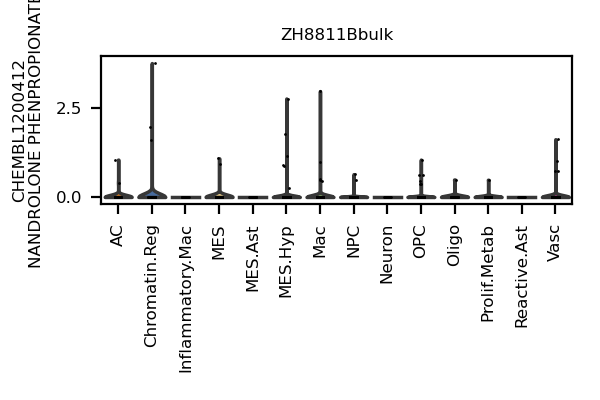 ZH8811Bbulk
CHEMBL1200412
NANDROLONE PHENPROPIONATE
2.5
0.0
AC
Chromatin.Reg
Inflammatory.Mac
MES
MES.Ast
MES.Hyp
Mac
NPC
Neuron
OPC
Oligo
Prolif.Metab
Reactive.Ast
Vasc